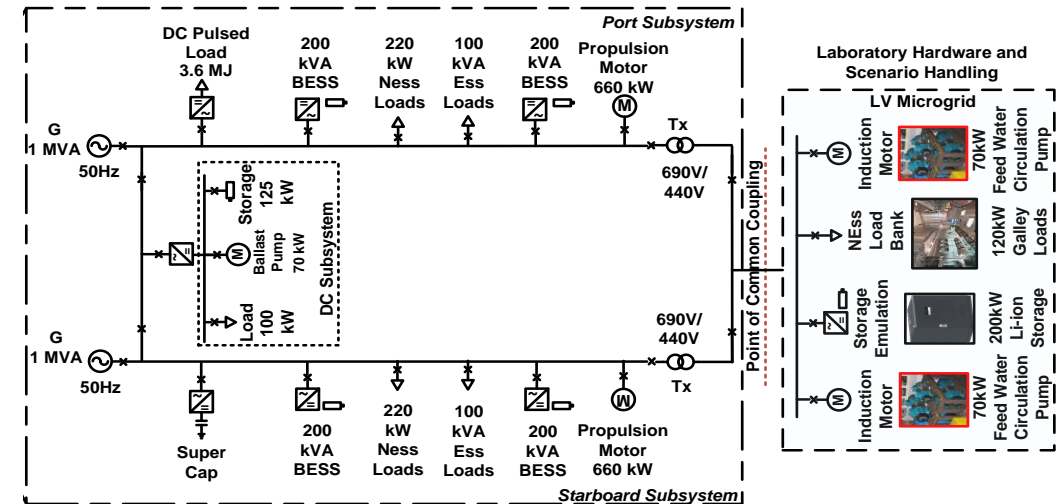 Port Subsystem
DC Pulsed
Load
3.6 MJ
200
kVA
BESS
220
kW
Ness
Loads
100
kVA
Ess
Loads
200
kVA
BESS
Propulsion
Motor
660 kW
M
G
1 MVA
50Hz
Tx
690V/
440V
Storage
125
kW
M
Ballast
Pump
70 kW
Load
100
kW
DC Subsystem
G
1 MVA
50Hz
690V/
440V
Tx
Super
Cap
200
kVA
BESS
220
kW
Ness
Loads
100
kVA
Ess
Loads
200
kVA
BESS
M
Propulsion
Motor
660 kW
Starboard Subsystem
Point of Common Coupling
Laboratory Hardware and
Scenario Handling
LV Microgrid
M
Induction
Motor
70kW
Feed Water
Circulation
Pump
NEss
Load
Bank
120kW
Galley
Loads
Storage
Emulation
200kW
Li-ion
Storage
M
Induction
Motor
70kW
Feed Water
Circulation
Pump